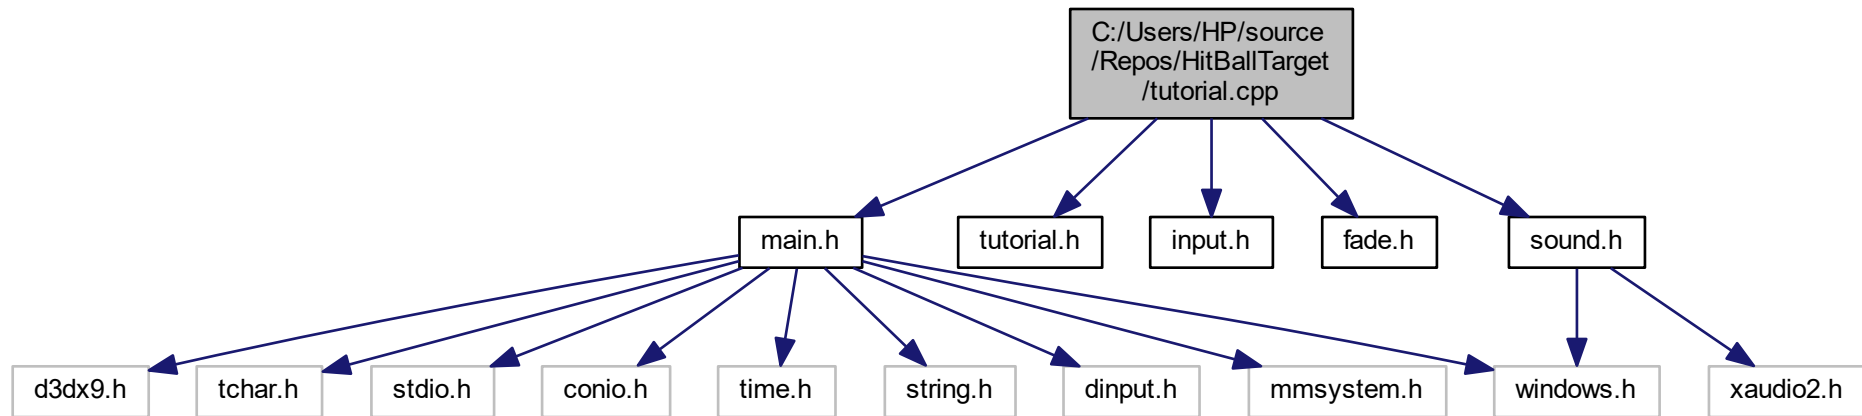 C:/Users/HP/source
/Repos/HitBallTarget
/tutorial.cpp
main.h
tutorial.h
input.h
fade.h
sound.h
d3dx9.h
tchar.h
stdio.h
conio.h
time.h
string.h
dinput.h
mmsystem.h
windows.h
xaudio2.h